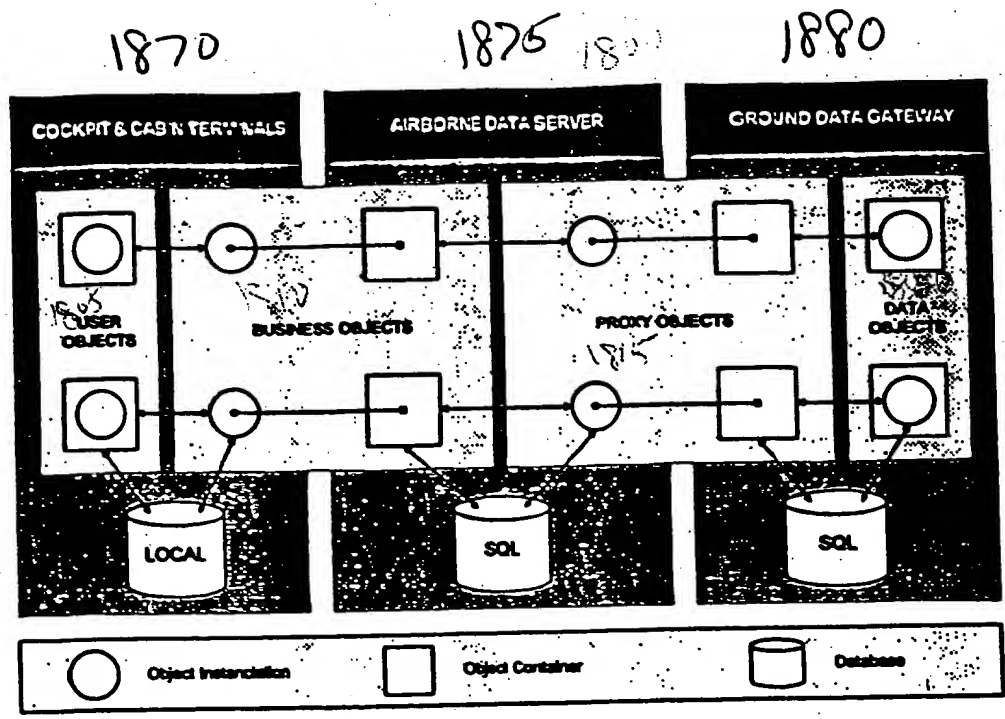 1870
1875
1880
COCKPIT & CABIN TERMINALS
AIRBORNE DATA SERVER
GROUND DATA GATEWAY
1805
USER
OBJECTS
BUSINESS OBJECTS
PROXY OBJECTS
1815
DATA
OBJECTS
LOCAL
SQL
SQL
Object Instanciation
Object Container
Database